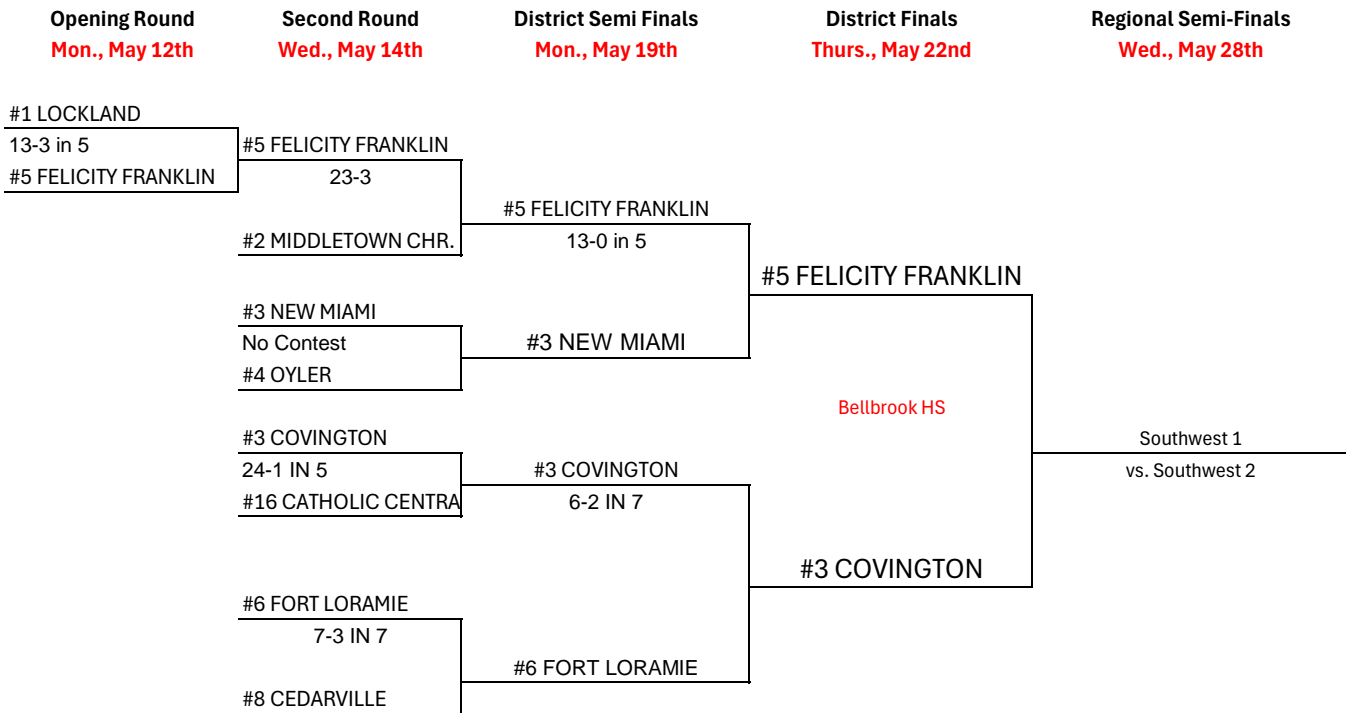 Opening Round Second Round District Semi Finals District Finals Regional Semi-Finals
Mon., May 12th Wed., May 14th Mon., May 19th Thurs., May 22nd Wed., May 28th
#1 LOCKLAND
13-3 in 5 #5 FELICITY FRANKLIN
#5 FELICITY FRANKLIN 23-3
#5 FELICITY FRANKLIN
#2 MIDDLETOWN CHR. 13-0 in 5
#5 FELICITY FRANKLIN
#3 NEW MIAMI
No Contest #3 NEW MIAMI
#4 OYLER
Bellbrook HS
#3 COVINGTON Southwest 1
24-1 IN 5 #3 COVINGTON vs. Southwest 2
#16 CATHOLIC CENTRA 6-2 IN 7
#3 COVINGTON
#6 FORT LORAMIE
7-3 IN 7
#6 FORT LORAMIE
#8 CEDARVILLE